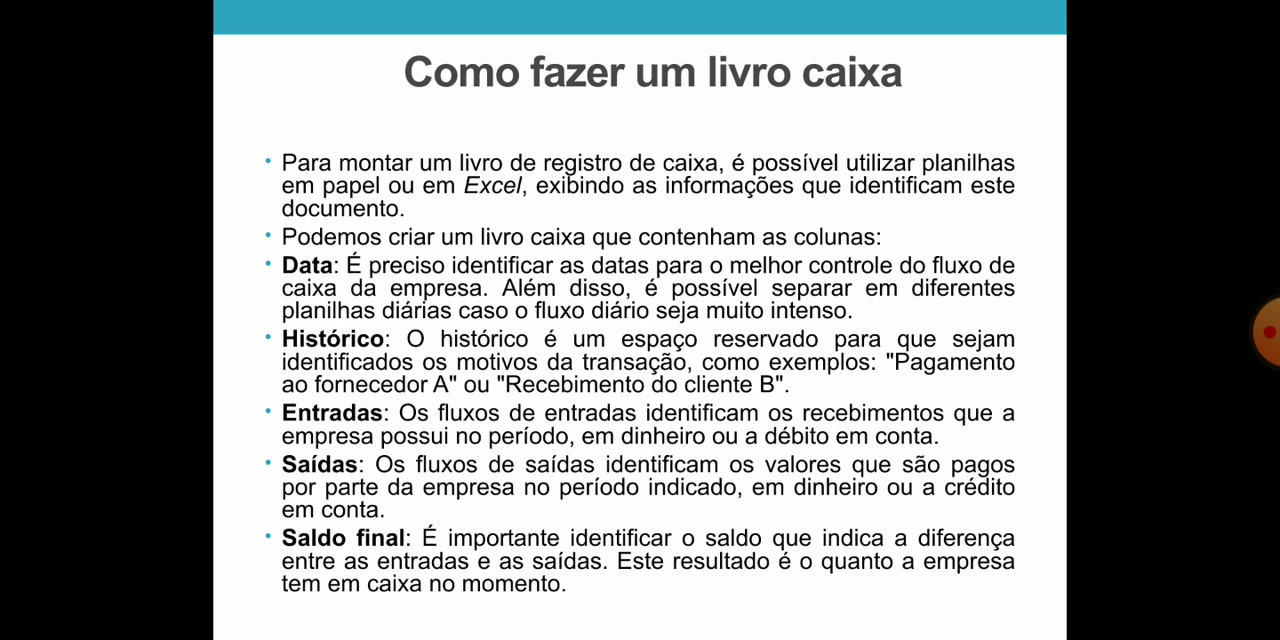 Como fazer um livro caixa
• Para montar um livro de registro de caixa, é possível utilizar planilhas
em papel ou em Excel, exibindo as informações que identificam este
documento.
• Podemos criar um livro caixa que contenham as colunas:
• Data: É preciso identificar as datas para o melhor controle do fluxo de
caixa da empresa. Além disso, é possível separar em diferentes
planilhas diárias caso o fluxo diário seja muito intenso.
• Histórico: O histórico é um espaço reservado para que sejam
identificados os motivos da transação, como exemplos: "Pagamento
ao fornecedor A" ou "Recebimento do cliente B".
• Entradas: Os fluxos de entradas identificam os recebimentos que a
empresa possui no período, em dinheiro ou a débito em conta.
• Saídas: Os fluxos de saídas identificam os valores que são pagos
por parte da empresa no período indicado, em dinheiro ou a crédito
em conta.
• Saldo final: É importante identificar o saldo que indica a diferença
entre as entradas e as saídas. Este resultado é o quanto a empresa
tem em caixa no momento.